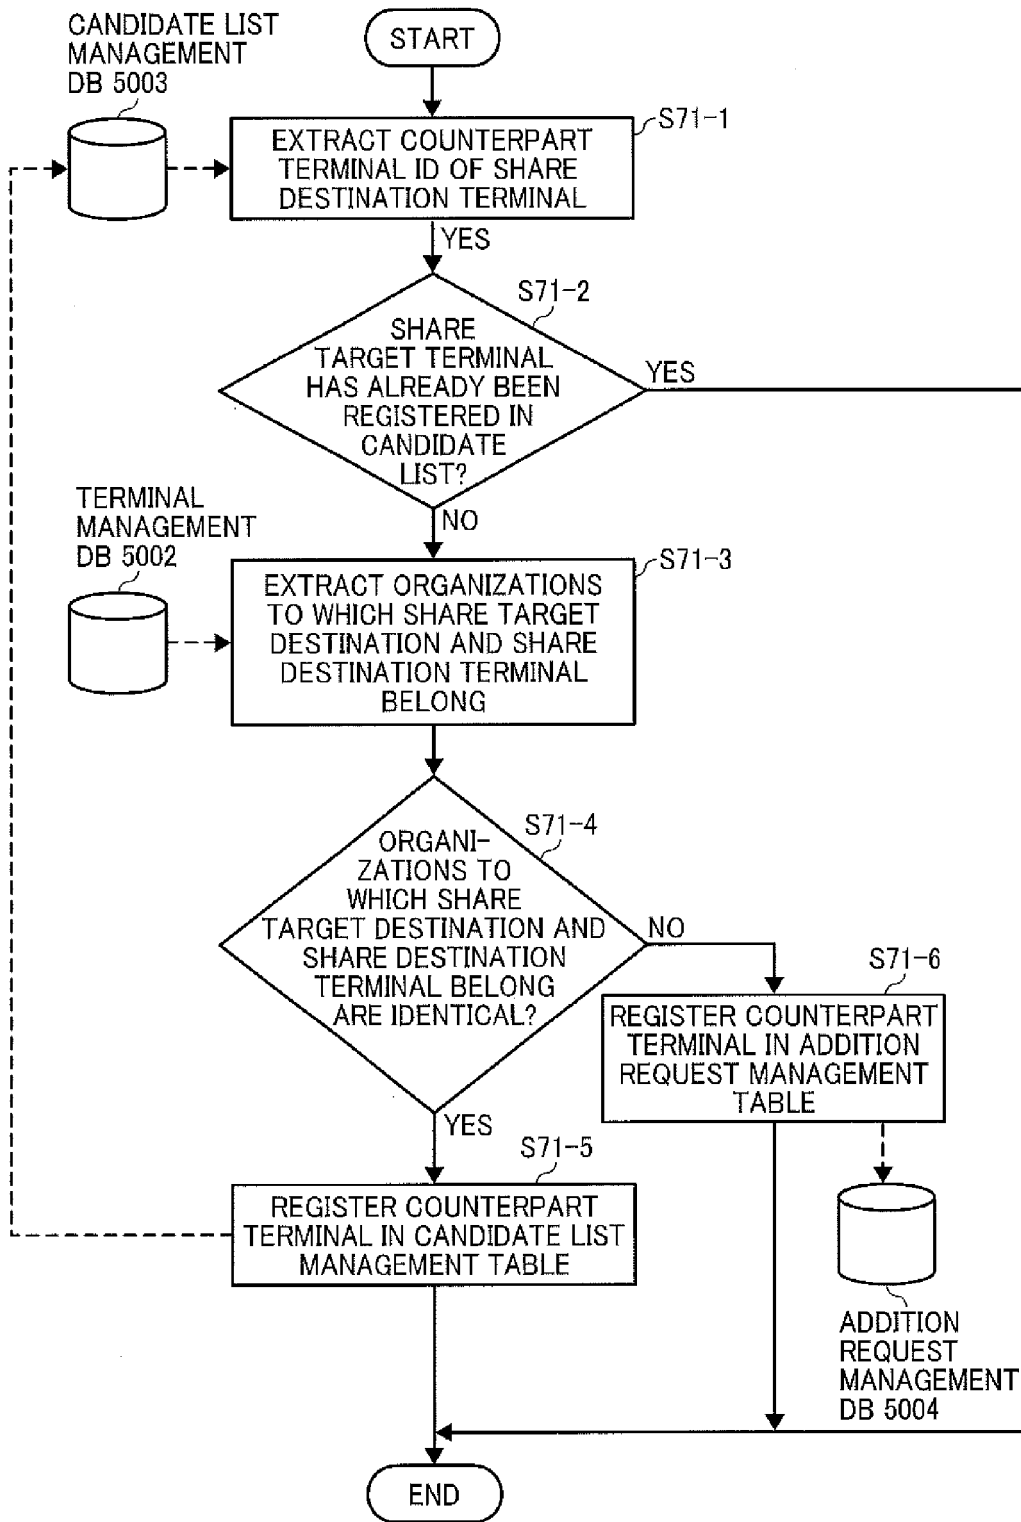 CANDIDATE LIST
MANAGEMENT
DB 5003
START
S71-1
EXTRACT COUNTERPART
TERMINAL ID OF SHARE
DESTINATION TERMINAL
YES
S71-2
SHARE
TARGET TERMINAL
HAS ALREADY BEEN
REGISTERED IN
CANDIDATE
LIST?
YES
NO
TERMINAL
MANAGEMENT
DB 5002
S71-3
EXTRACT ORGANIZATIONS
TO WHICH SHARE TARGET
DESTINATION AND SHARE
DESTINATION TERMINAL
BELONG
S71-4
ORGANI-
ZATIONS TO
WHICH SHARE
TARGET DESTINATION AND
SHARE DESTINATION
TERMINAL BELONG
ARE IDENTICAL?
NO
YES
S71-6
REGISTER COUNTERPART
TERMINAL IN ADDITION
REQUEST MANAGEMENT
TABLE
S71-5
REGISTER COUNTERPART
TERMINAL IN CANDIDATE LIST
MANAGEMENT TABLE
ADDITION
REQUEST
MANAGEMENT
DB 5004
END